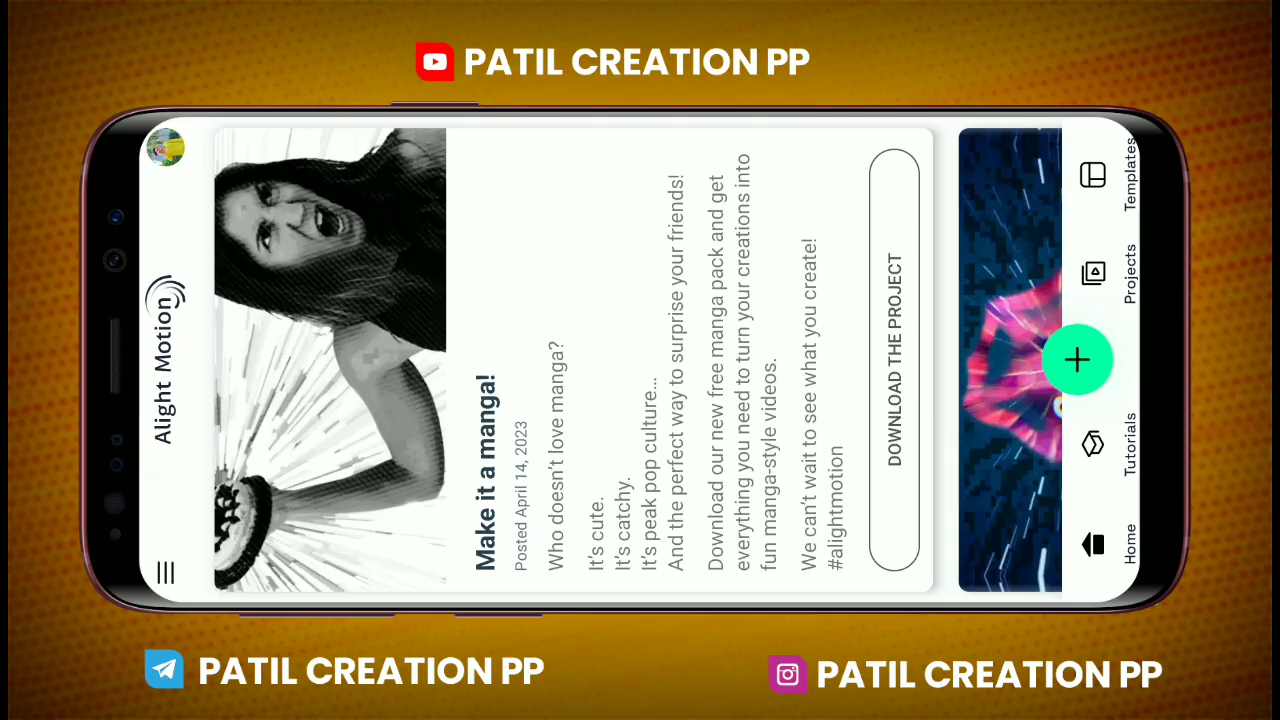 PATIL CREATION PP
Alight Motion
Make it a manga!
Posted April 14, 2023
Who doesn't love manga?
It's cute.
It's catchy.
It's peak pop culture...
And the perfect way to surprise your friends!
Download our new free manga pack and get
everything you need to turn your creations into
fun manga-style videos.
We can't wait to see what you create!
#alightmotion
DOWNLOAD THE PROJECT
Home
Tutorials
Projects
Templates
PATIL CREATION PP
PATIL CREATION PP